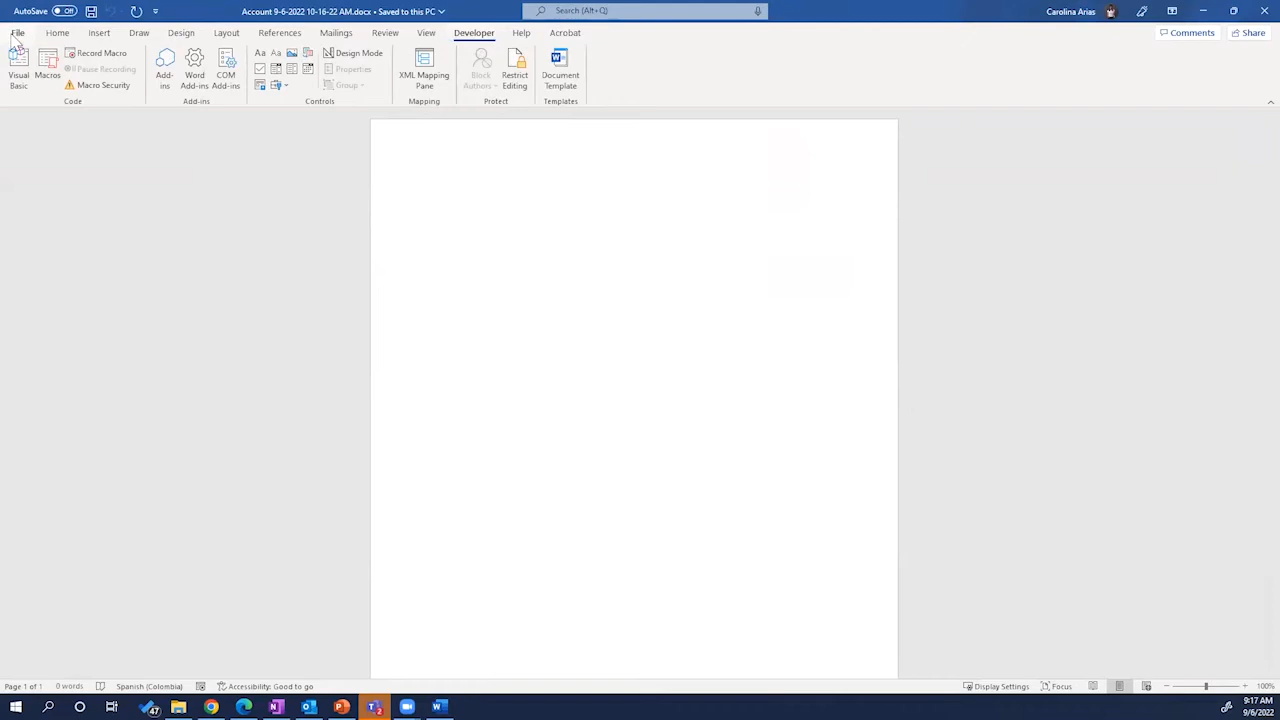 AutoSave Off Account 9-6-2022 10-16-22 AM.docx • Saved to this PC Search (Alt+Q) Carolina Arias
File Home Insert Draw Design Layout References Mailings Review View Developer Help Acrobat Comments Share
Visual Basic
Macros
Record Macro
Pause Recording
Macro Security
Code
Add-ins
Word Add-ins
COM Add-ins
Add-ins
Aa Aa
Design Mode
Properties
Group
Controls
XML Mapping Pane
Mapping
Block Authors
Restrict Editing
Protect
Document Template
Templates
Page 1 of 1 0 words Spanish (Colombia) Accessibility: Good to go Display Settings Focus 100%
9:17 AM
9/6/2022